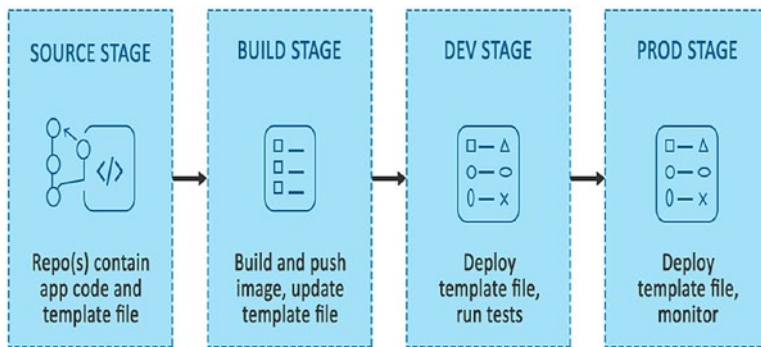 SOURCE STAGE
</>
Repo(s) contain
app code and
template file
BUILD STAGE
Build and push
image, update
template file
DEV STAGE
Deploy
template file,
run tests
PROD STAGE
Deploy
template file,
monitor